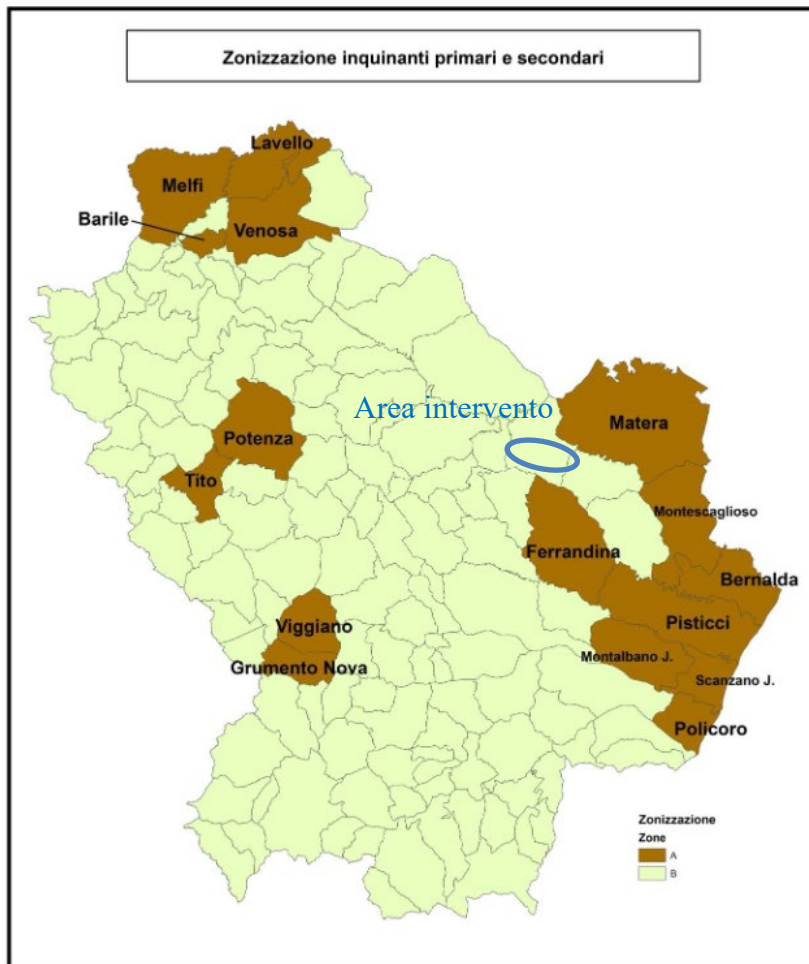 Zonizzazione inquinanti primari e secondari
Lavello
Melfi
Barile
Venosa
Area intervento
Matera
Potenza
Tito
Montescaglioso
Ferrandina
Bernalda
Pisticci
Viggiano
Montalbano J.
Grumento Nova
Scanzano J.
Policoro
Zonizzazione
Zone
A
B